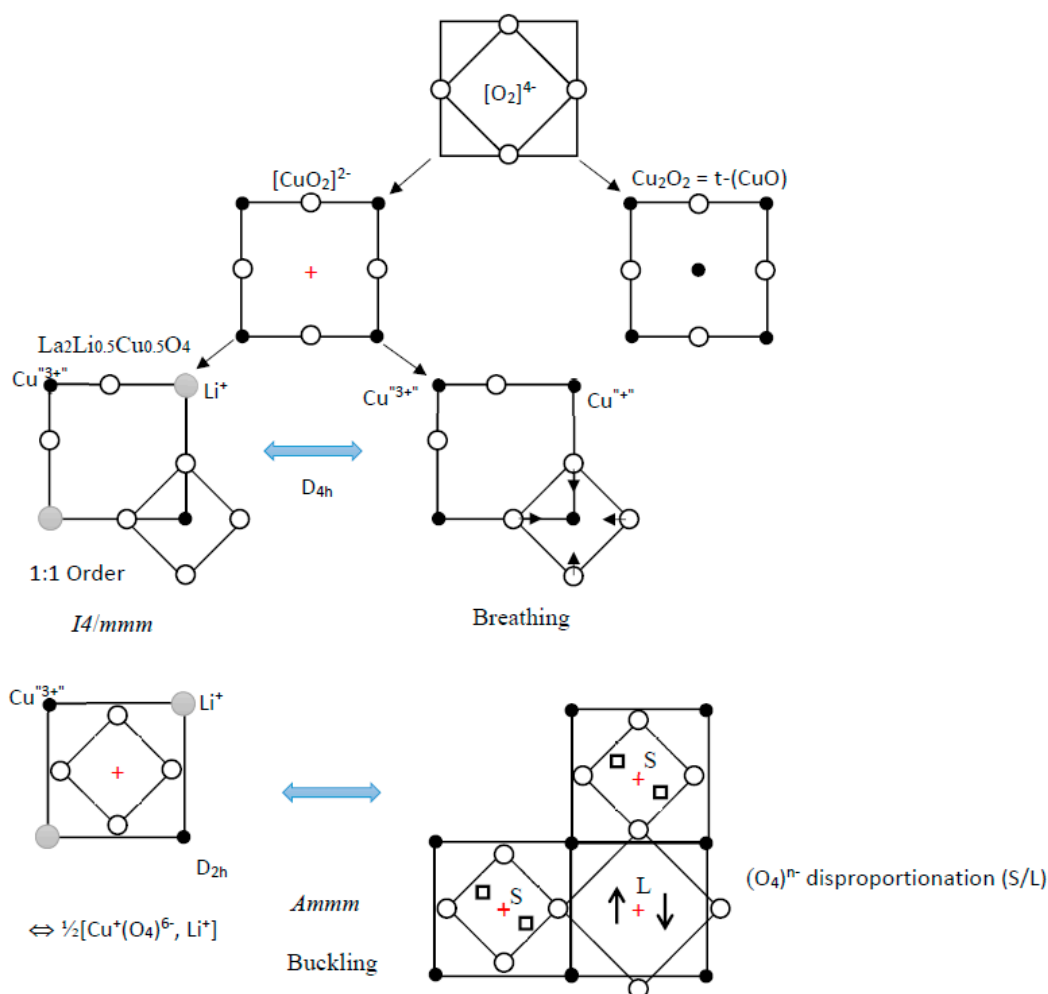 [O₂]⁴⁻
[CuO₂]²⁻
Cu₂O₂ = t-(CuO)
+
La₂Li₀.₅Cu₀.₅O₄
Cu"³⁺"
Li⁺
Cu"³⁺"
Cu"⁺"
D₄ₕ
1:1 Order
I4/mmm
Breathing
Cu"³⁺"
Li⁺
+
D₂ₕ
⇔ ½[Cu⁺(O₄)⁶⁻, Li⁺]
S
+
S
+
L
+
(O₄)ⁿ⁻ disproportionation (S/L)
Ammm
Buckling